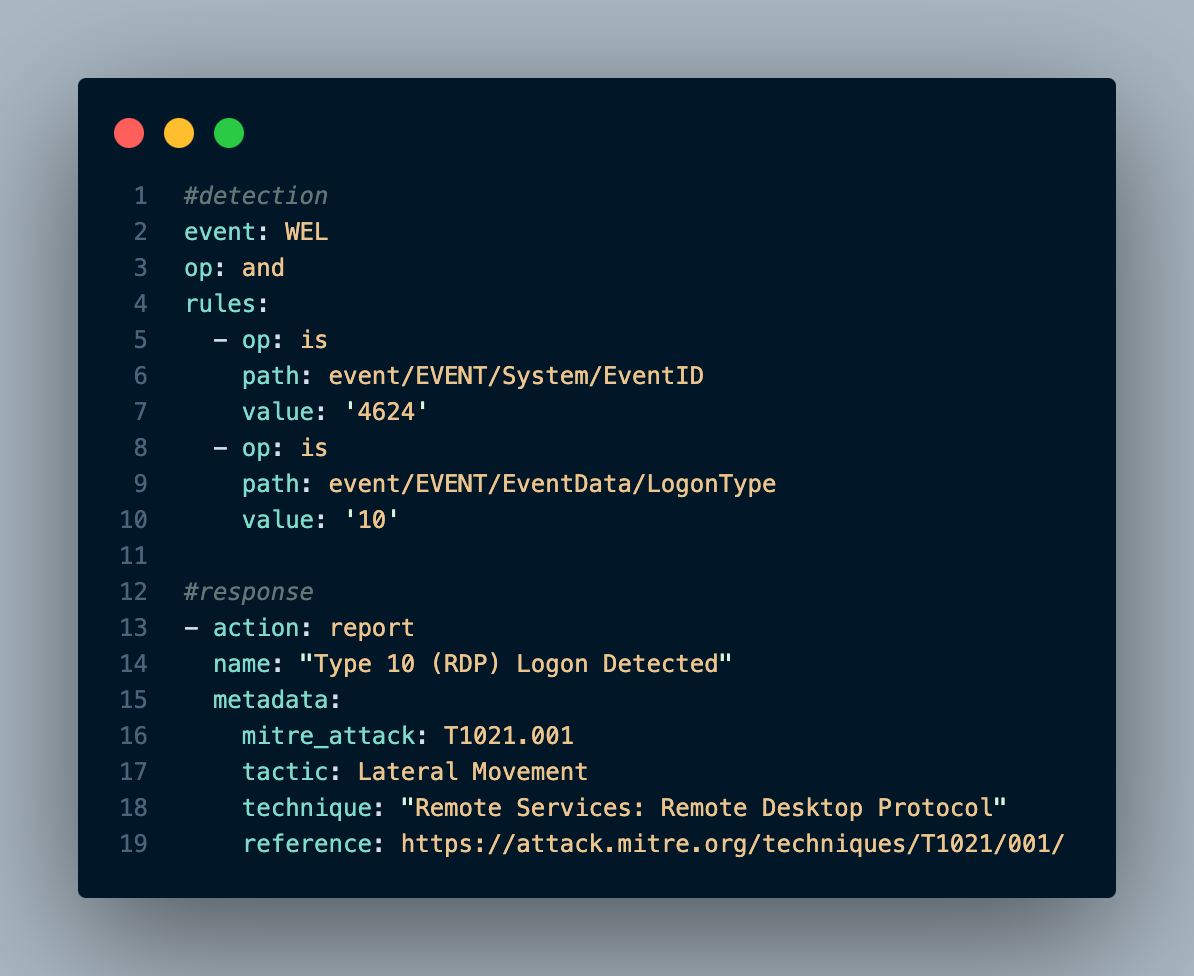 1 #detection
2 event: WEL
3 op: and
4 rules:
5   - op: is
6     path: event/EVENT/System/EventID
7     value: '4624'
8   - op: is
9     path: event/EVENT/EventData/LogonType
10     value: '10'
11
12 #response
13 - action: report
14   name: "Type 10 (RDP) Logon Detected"
15   metadata:
16     mitre_attack: T1021.001
17     tactic: Lateral Movement
18     technique: "Remote Services: Remote Desktop Protocol"
19     reference: https://attack.mitre.org/techniques/T1021/001/